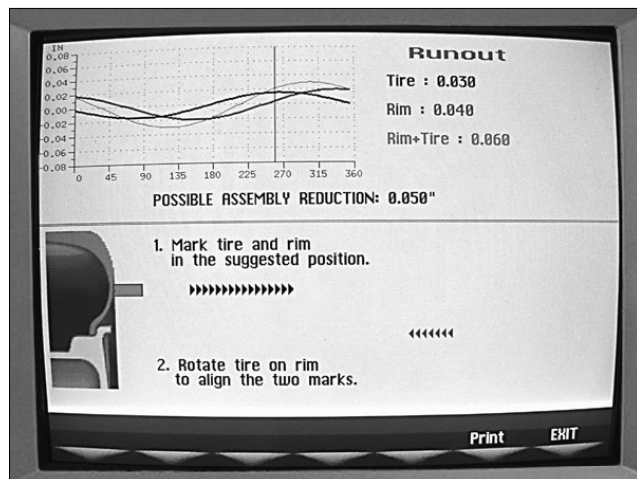 IN
0.08
0.06
0.04
0.02
0.00
-0.02
-0.04
-0.06
-0.08
0 45 90 135 180 225 270 315 360
Runout
Tire : 0.030
Rim : 0.040
Rim+Tire : 0.060
POSSIBLE ASSEMBLY REDUCTION: 0.050"
1. Mark tire and rim
in the suggested position.
2. Rotate tire on rim
to align the two marks.
Print EXIT